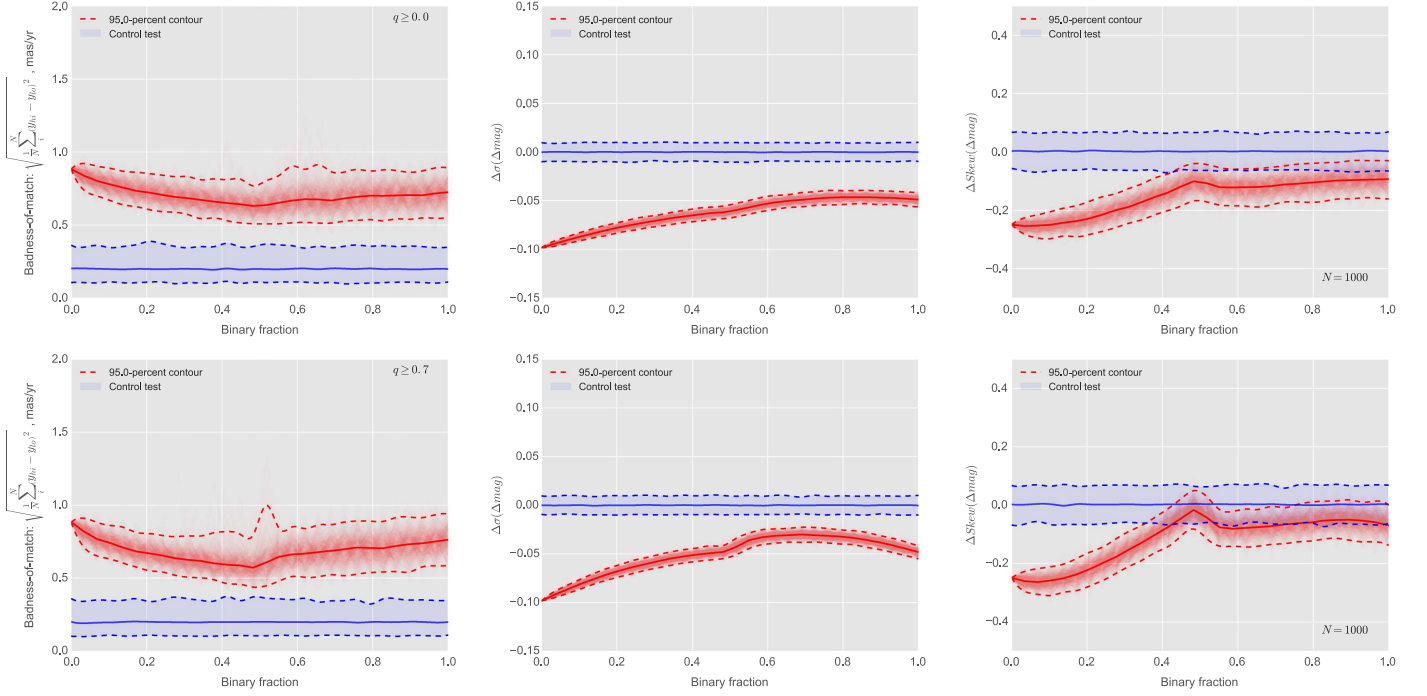 2.0
1.5
1.0
0.5
0.0
0.0 0.2 0.4 0.6 0.8 1.0
Binary fraction
Badness-of-match: √(1/N ∑_i^N (y_hi − y_lo)^2 , mas/yr
95.0-percent contour
Control test
q ≥ 0.0
0.15
0.10
0.05
0.00
−0.05
−0.10
−0.15
0.0 0.2 0.4 0.6 0.8 1.0
Binary fraction
Δσ(Δmag)
95.0-percent contour
Control test
0.4
0.2
0.0
−0.2
−0.4
0.0 0.2 0.4 0.6 0.8 1.0
Binary fraction
ΔSkew(Δmag)
95.0-percent contour
Control test
N = 1000
2.0
1.5
1.0
0.5
0.0
0.0 0.2 0.4 0.6 0.8 1.0
Binary fraction
Badness-of-match: √(1/N ∑_i^N (y_hi − y_lo)^2 , mas/yr
95.0-percent contour
Control test
q ≥ 0.7
0.15
0.10
0.05
0.00
−0.05
−0.10
−0.15
0.0 0.2 0.4 0.6 0.8 1.0
Binary fraction
Δσ(Δmag)
95.0-percent contour
Control test
0.4
0.2
0.0
−0.2
−0.4
0.0 0.2 0.4 0.6 0.8 1.0
Binary fraction
ΔSkew(Δmag)
95.0-percent contour
Control test
N = 1000